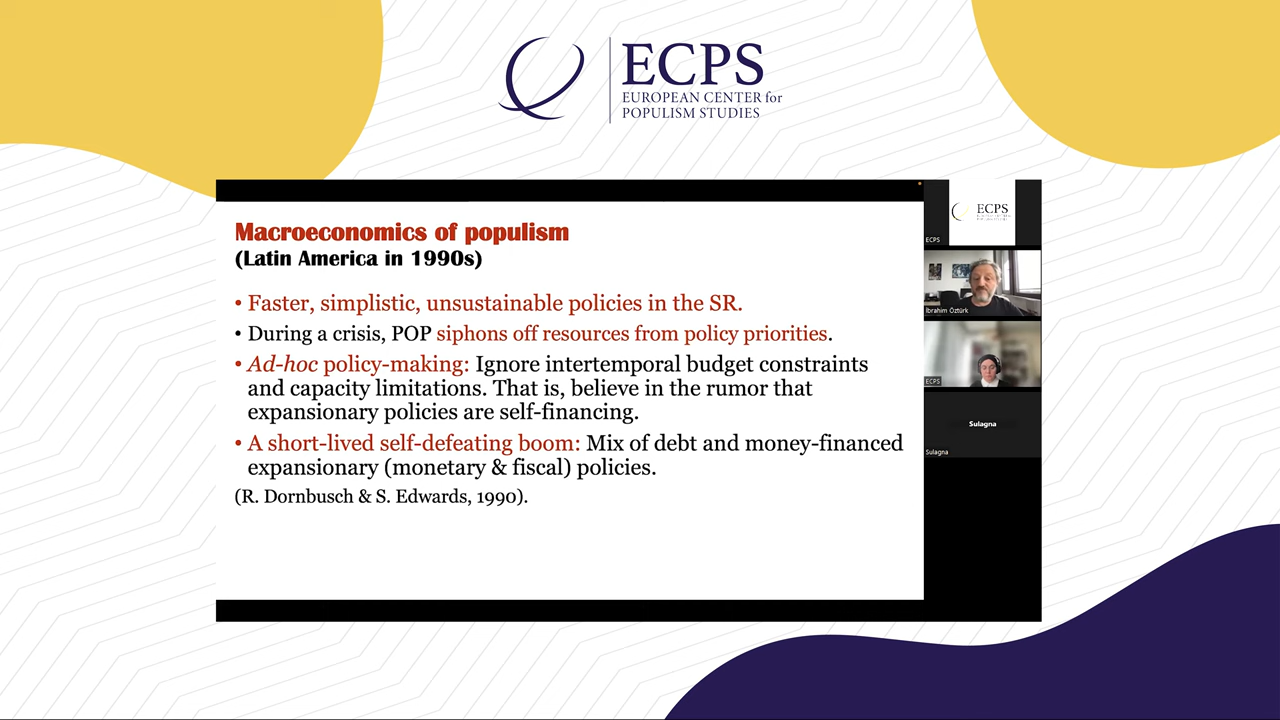 ECPS
EUROPEAN CENTER for
POPULISM STUDIES
Macroeconomics of populism
(Latin America in 1990s)
• Faster, simplistic, unsustainable policies in the SR.
• During a crisis, POP siphons off resources from policy priorities.
• Ad-hoc policy-making: Ignore intertemporal budget constraints
and capacity limitations. That is, believe in the rumor that
expansionary policies are self-financing.
• A short-lived self-defeating boom: Mix of debt and money-financed
expansionary (monetary & fiscal) policies.
(R. Dornbusch & S. Edwards, 1990).
ECPS
ECPS
İbrahim Öztürk
ECPS
Sulagna
Sulagna